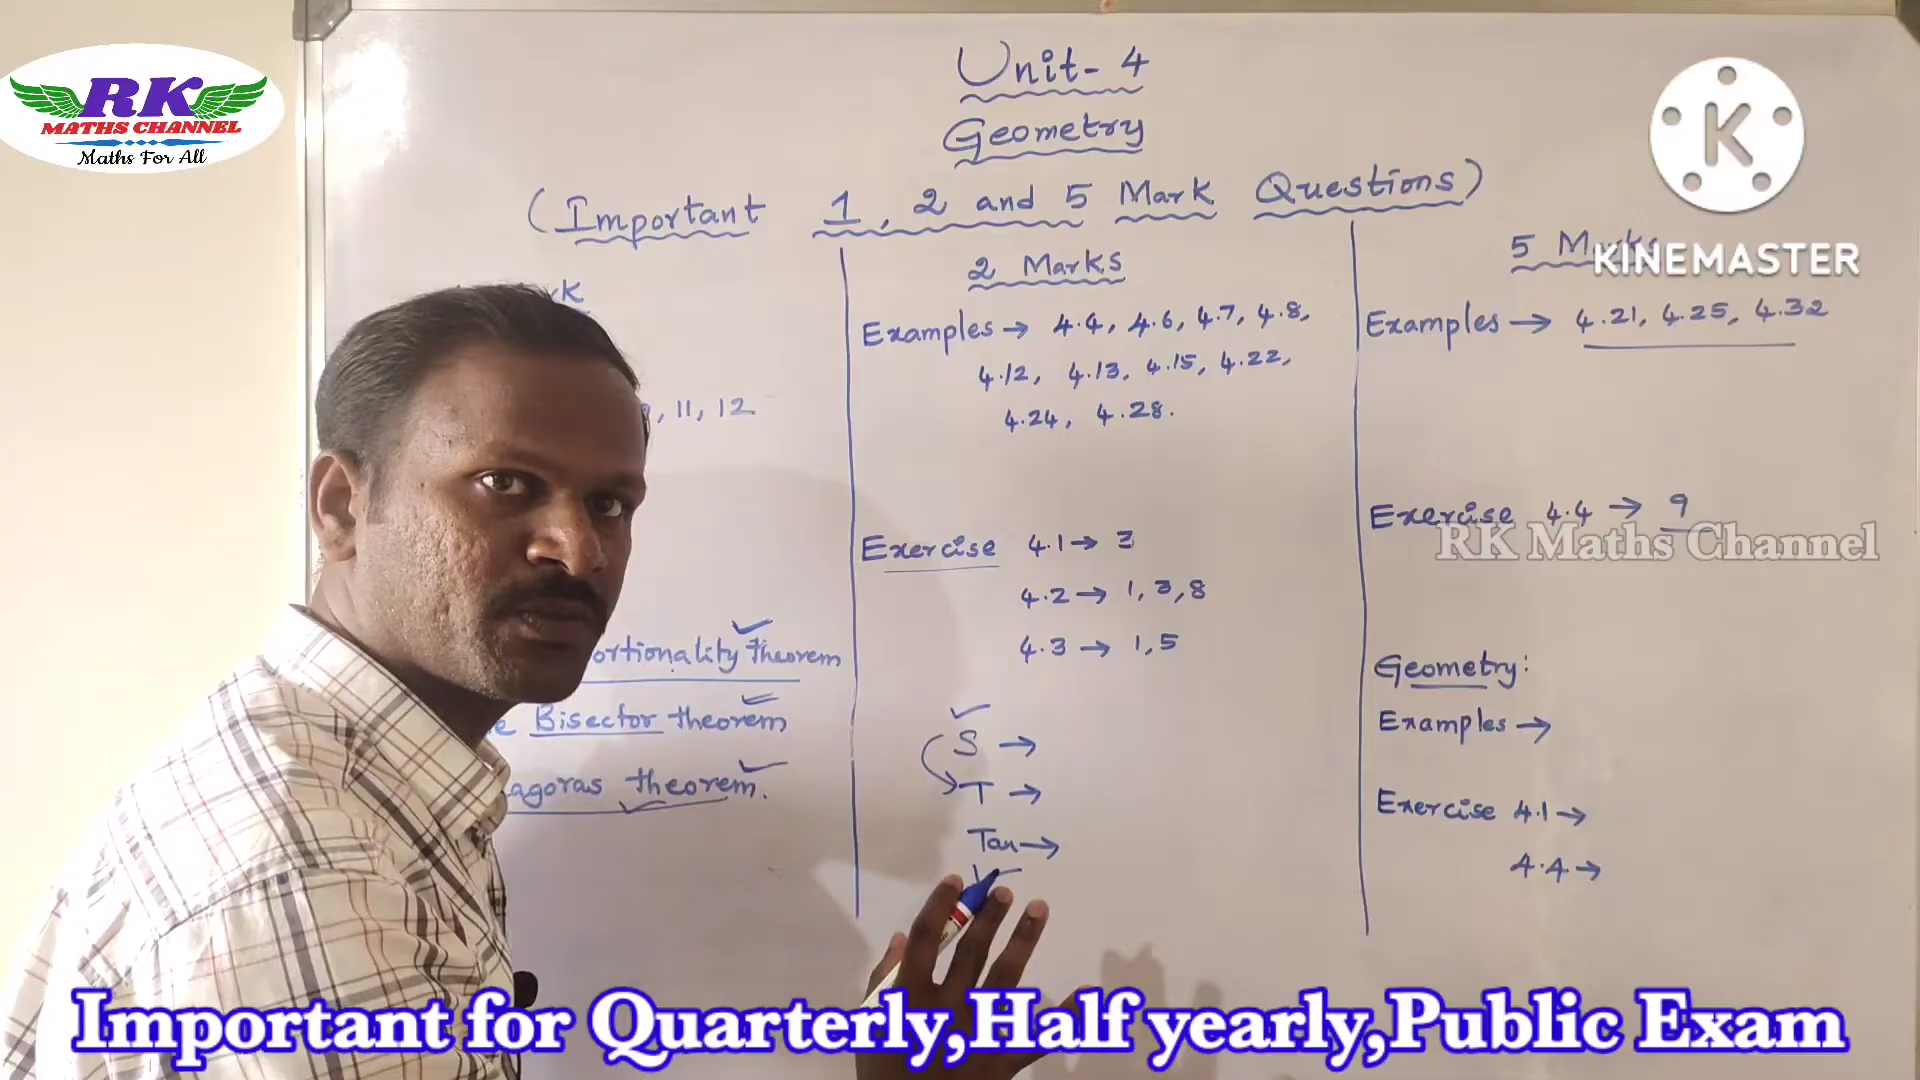 RK
MATHS CHANNEL
Maths For All
Unit - 4
Geometry
(Important 1, 2 and 5 Mark Questions)
11, 12
ortionality theorem
Bisector theorem
agoras theorem.
2 Marks
Examples → 4.4, 4.6, 4.7, 4.8,
4.12, 4.13, 4.15, 4.22,
4.24, 4.28.
Exercise 4.1 → 3
4.2 → 1, 3, 8
4.3 → 1, 5
S →
T →
Tan →
5 Marks
Examples → 4.21, 4.25, 4.32
Exercise 4.4 → 9
Geometry:
Examples →
Exercise 4.1 →
4.4 →
K
KINEMASTER
RK Maths Channel
Important for Quarterly,Half yearly,Public Exam